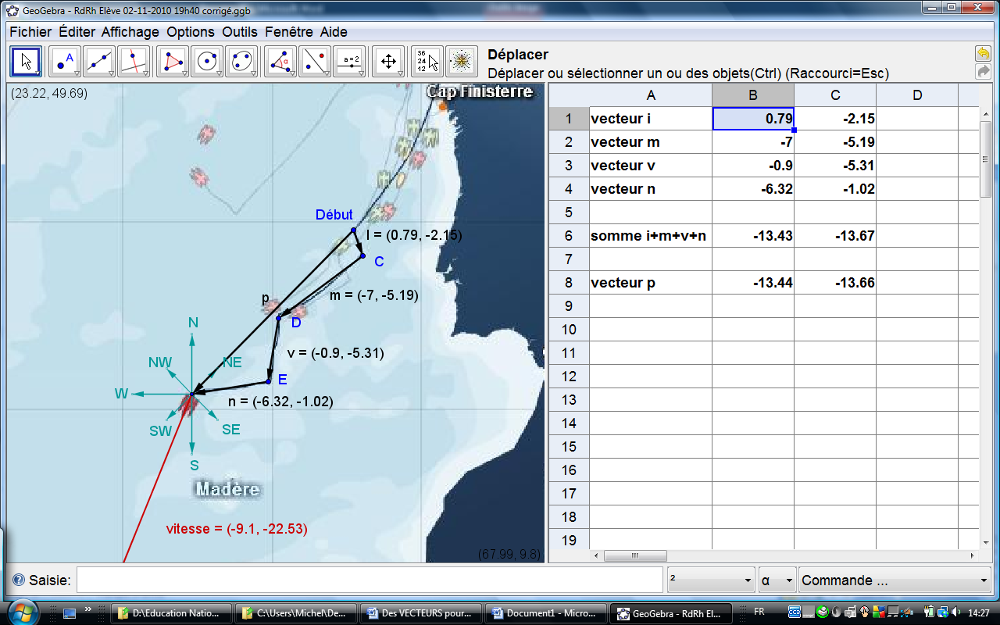 GeoGebra - RdRh Elève 02-11-2010 19h40 corrigé.ggb
Fichier Éditer Affichage Options Outils Fenêtre Aide
A
α
a = 2
36
24
12
Déplacer
Déplacer ou sélectionner un ou des objets(Ctrl) (Raccourci=Esc)
(23.22, 49.69)
Cap Finisterre
Début
I = (0.79, -2.15)
C
m = (-7, -5.19)
p
D
N
v = (-0.9, -5.31)
NW
NE
E
W
n = (-6.32, -1.02)
SW
SE
S
Madère
vitesse = (-9.1, -22.53)
(67.99, 9.8)
A B C D
1 vecteur i 0.79 -2.15
2 vecteur m -7 -5.19
3 vecteur v -0.9 -5.31
4 vecteur n -6.32 -1.02
5
6 somme i+m+v+n -13.43 -13.67
7
8 vecteur p -13.44 -13.66
9
10
11
12
13
14
15
16
17
18
19
Saisie:
²
α
Commande ...
D:\Education Natio...
C:\Users\Michel\De...
Des VECTEURS pour...
Document1 - Micro...
GeoGebra - RdRh El...
FR
14:27